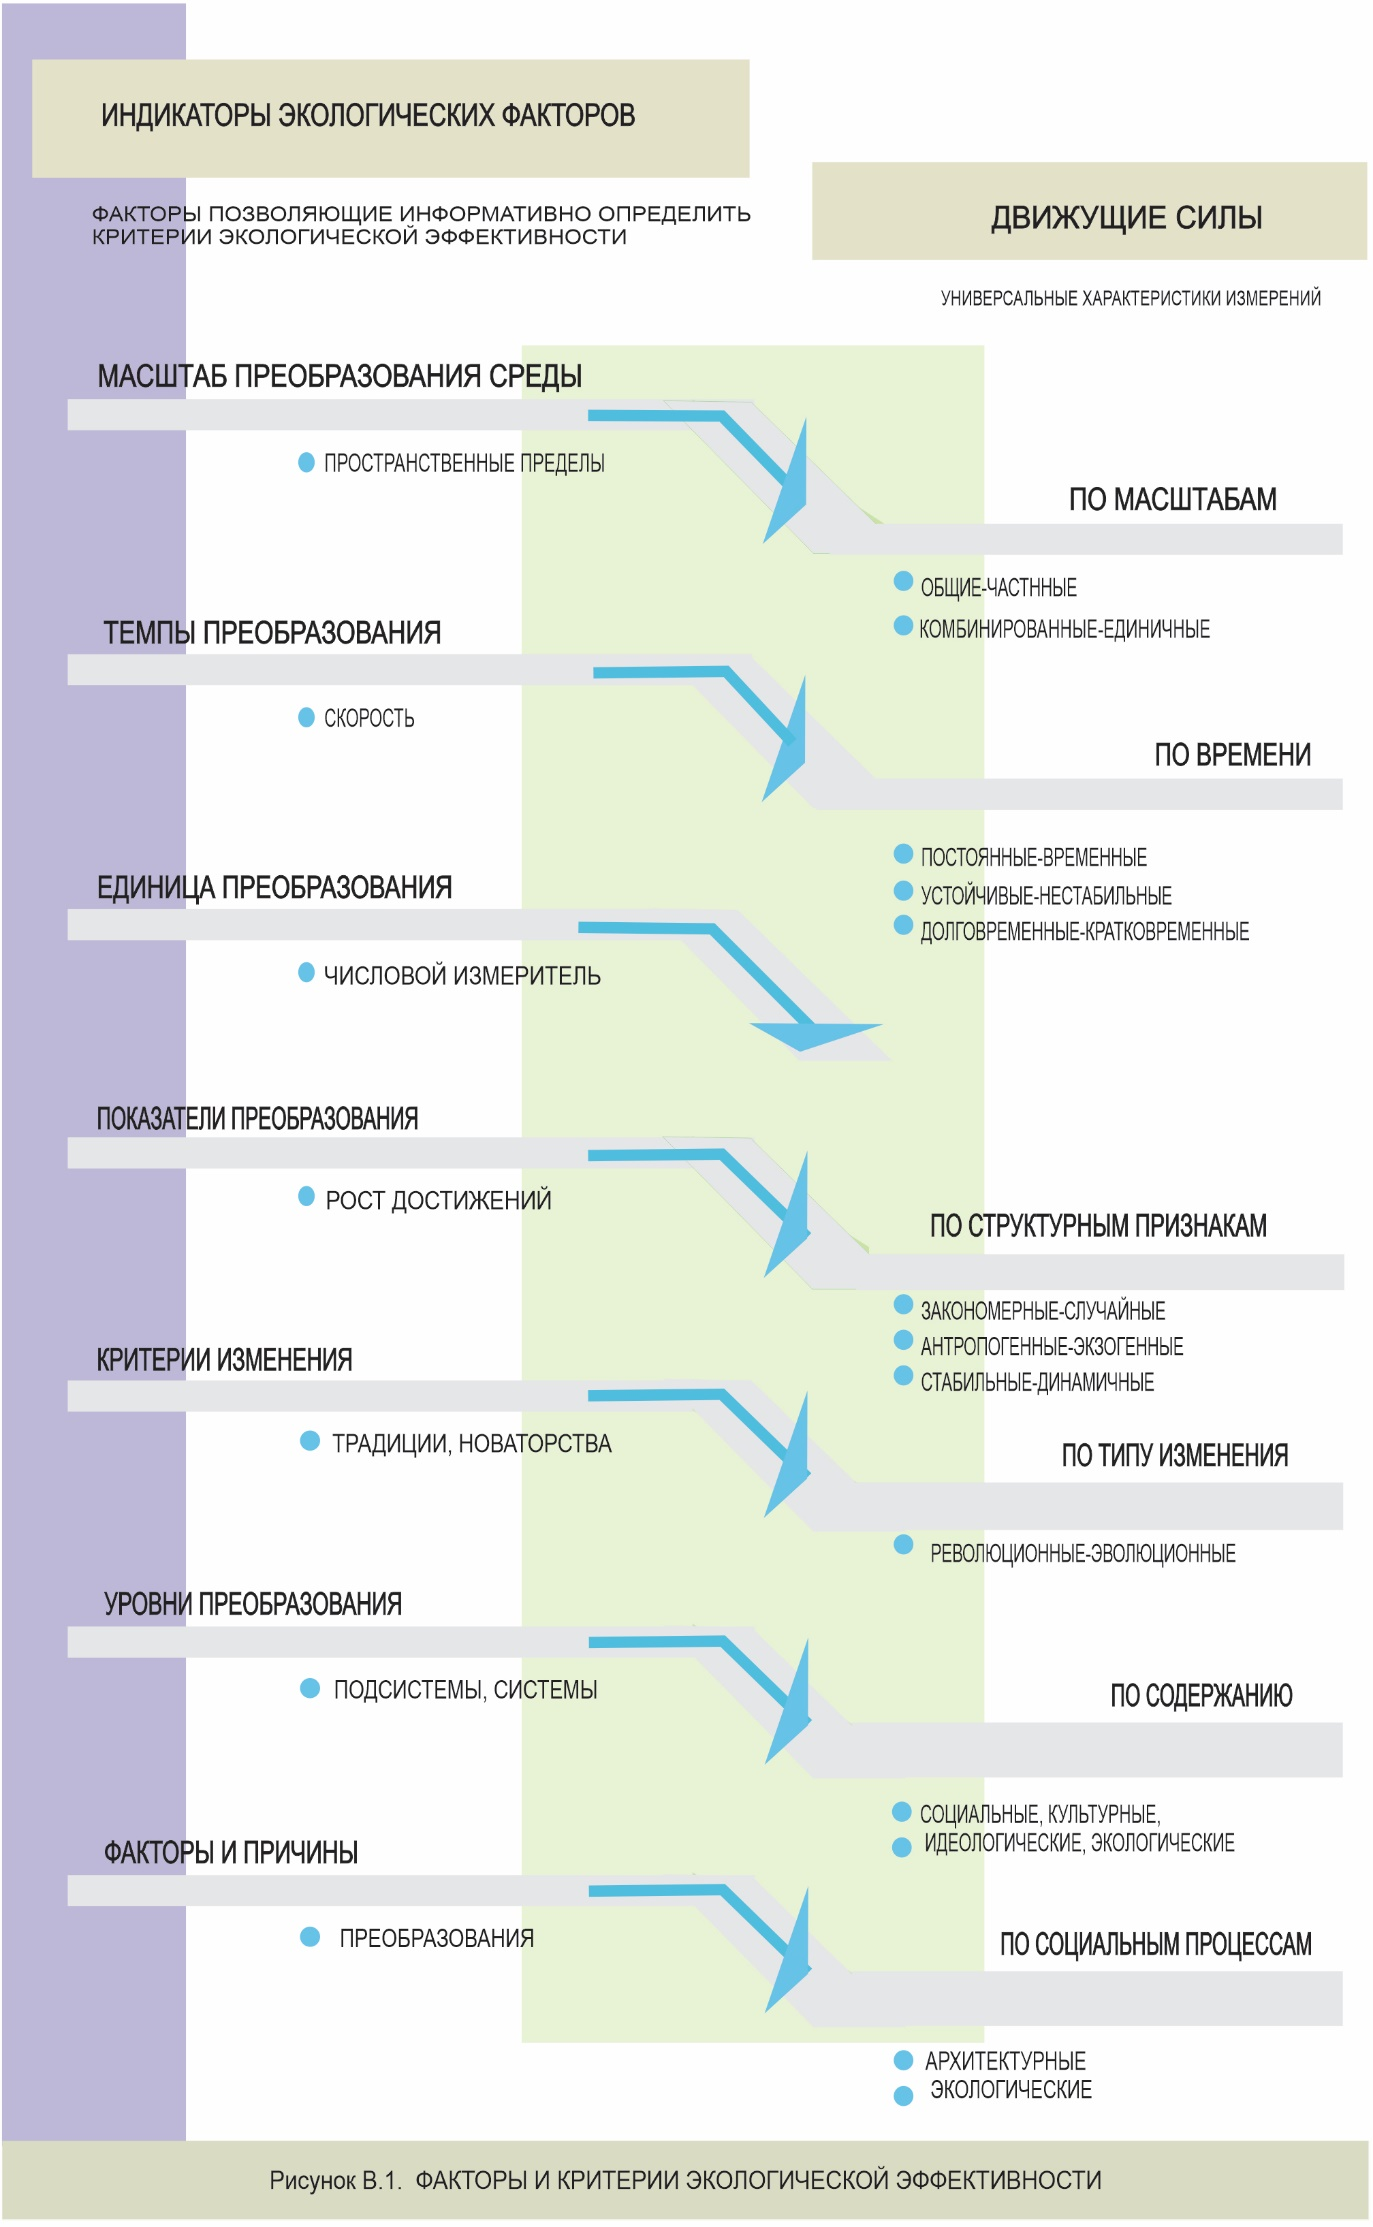 ИНДИКАТОРЫ ЭКОЛОГИЧЕСКИХ ФАКТОРОВ
ФАКТОРЫ ПОЗВОЛЯЮЩИЕ ИНФОРМАТИВНО ОПРЕДЕЛИТЬ
КРИТЕРИИ ЭКОЛОГИЧЕСКОЙ ЭФФЕКТИВНОСТИ
ДВИЖУЩИЕ СИЛЫ
УНИВЕРСАЛЬНЫЕ ХАРАКТЕРИСТИКИ ИЗМЕРЕНИЙ
МАСШТАБ ПРЕОБРАЗОВАНИЯ СРЕДЫ
ПРОСТРАНСТВЕННЫЕ ПРЕДЕЛЫ
ПО МАСШТАБАМ
ОБЩИЕ-ЧАСТННЫЕ
КОМБИНИРОВАННЫЕ-ЕДИНИЧНЫЕ
ТЕМПЫ ПРЕОБРАЗОВАНИЯ
СКОРОСТЬ
ПО ВРЕМЕНИ
ПОСТОЯННЫЕ-ВРЕМЕННЫЕ
УСТОЙЧИВЫЕ-НЕСТАБИЛЬНЫЕ
ДОЛГОВРЕМЕННЫЕ-КРАТКОВРЕМЕННЫЕ
ЕДИНИЦА ПРЕОБРАЗОВАНИЯ
ЧИСЛОВОЙ ИЗМЕРИТЕЛЬ
ПОКАЗАТЕЛИ ПРЕОБРАЗОВАНИЯ
РОСТ ДОСТИЖЕНИЙ
ПО СТРУКТУРНЫМ ПРИЗНАКАМ
ЗАКОНОМЕРНЫЕ-СЛУЧАЙНЫЕ
АНТРОПОГЕННЫЕ-ЭКЗОГЕННЫЕ
СТАБИЛЬНЫЕ-ДИНАМИЧНЫЕ
КРИТЕРИИ ИЗМЕНЕНИЯ
ТРАДИЦИИ, НОВАТОРСТВА
ПО ТИПУ ИЗМЕНЕНИЯ
РЕВОЛЮЦИОННЫЕ-ЭВОЛЮЦИОННЫЕ
УРОВНИ ПРЕОБРАЗОВАНИЯ
ПОДСИСТЕМЫ, СИСТЕМЫ
ПО СОДЕРЖАНИЮ
СОЦИАЛЬНЫЕ, КУЛЬТУРНЫЕ,
ИДЕОЛОГИЧЕСКИЕ, ЭКОЛОГИЧЕСКИЕ
ФАКТОРЫ И ПРИЧИНЫ
ПРЕОБРАЗОВАНИЯ
ПО СОЦИАЛЬНЫМ ПРОЦЕССАМ
АРХИТЕКТУРНЫЕ
ЭКОЛОГИЧЕСКИЕ
Рисунок В.1. ФАКТОРЫ И КРИТЕРИИ ЭКОЛОГИЧЕСКОЙ ЭФФЕКТИВНОСТИ